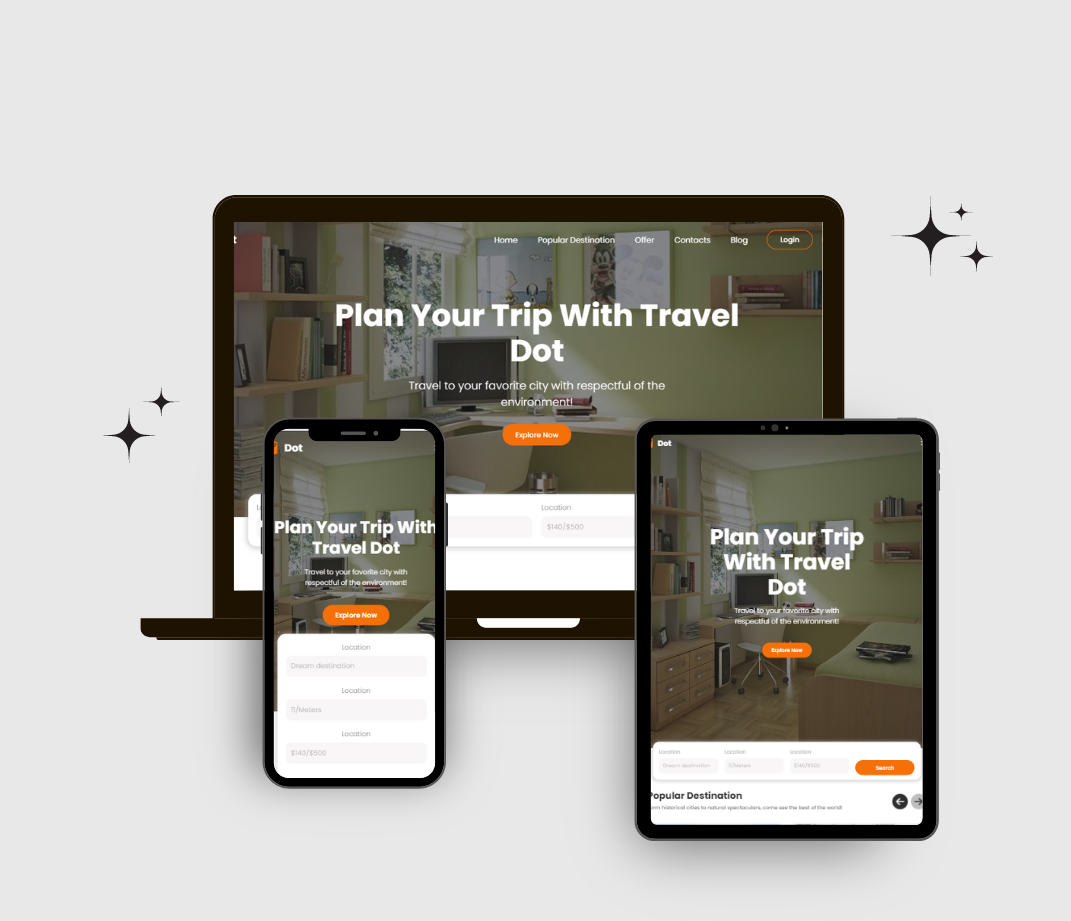 t
Home Popular Destination Offer Contacts Blog Login
Plan Your Trip With Travel
Dot
Travel to your favorite city with respectful of the
environment!
Explore Now
Location
$140/$500
Dot
Plan Your Trip With
Travel Dot
Travel to your favorite city with
respectful of the environment!
Explore Now
Location
Dream destination
Location
11/Meters
Location
$140/$500
Dot
Plan Your Trip
With Travel
Dot
Travel to your favorite city with
respectful of the environment!
Explore Now
Location Location Location
Dream destination 11/Meters $140/$500 Search
Popular Destination
historical cities to natural spectaculars, come see the best of the world!